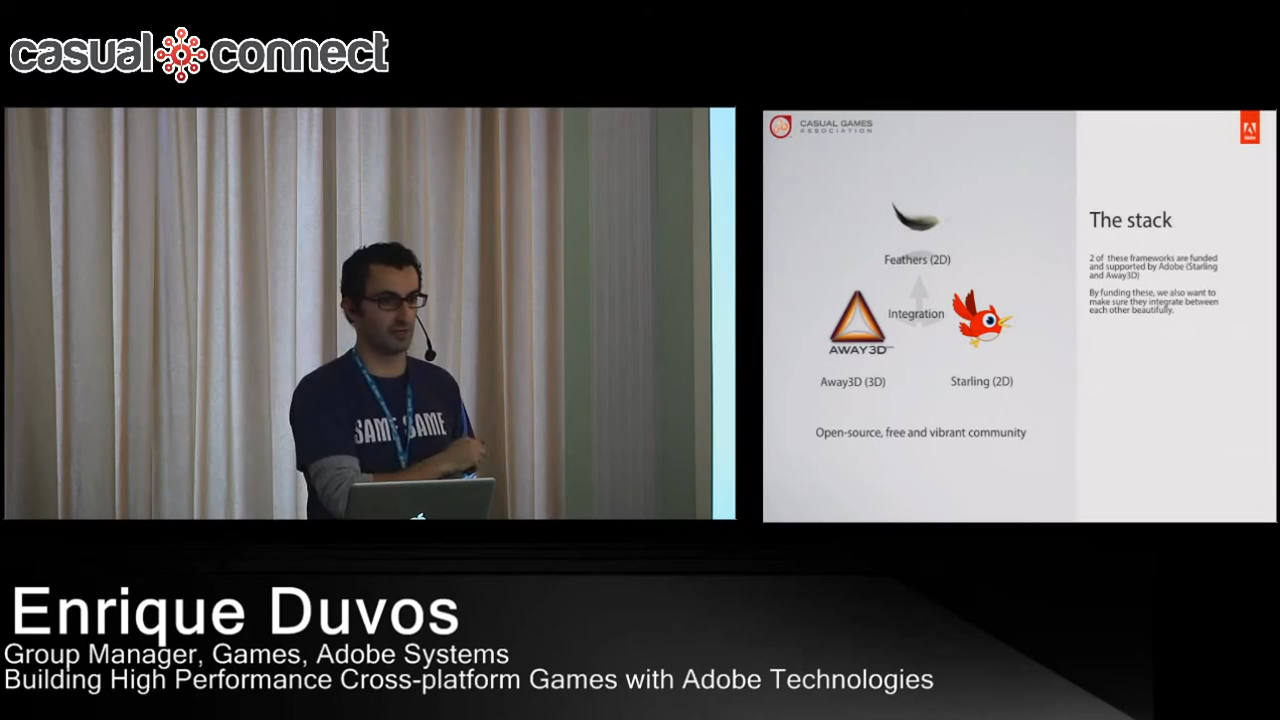 casual connect
SAME SAME
CASUAL GAMES
ASSOCIATION
Adobe
Feathers (2D)
Integration
AWAY3D
Away3D (3D)
Starling (2D)
Open-source, free and vibrant community
The stack
2 of these frameworks are funded
and supported by Adobe (Starling
and Away3D)
By funding these, we also want to
make sure they integrate between
each other beautifully.
Enrique Duvos
Group Manager, Games, Adobe Systems
Building High Performance Cross-platform Games with Adobe Technologies